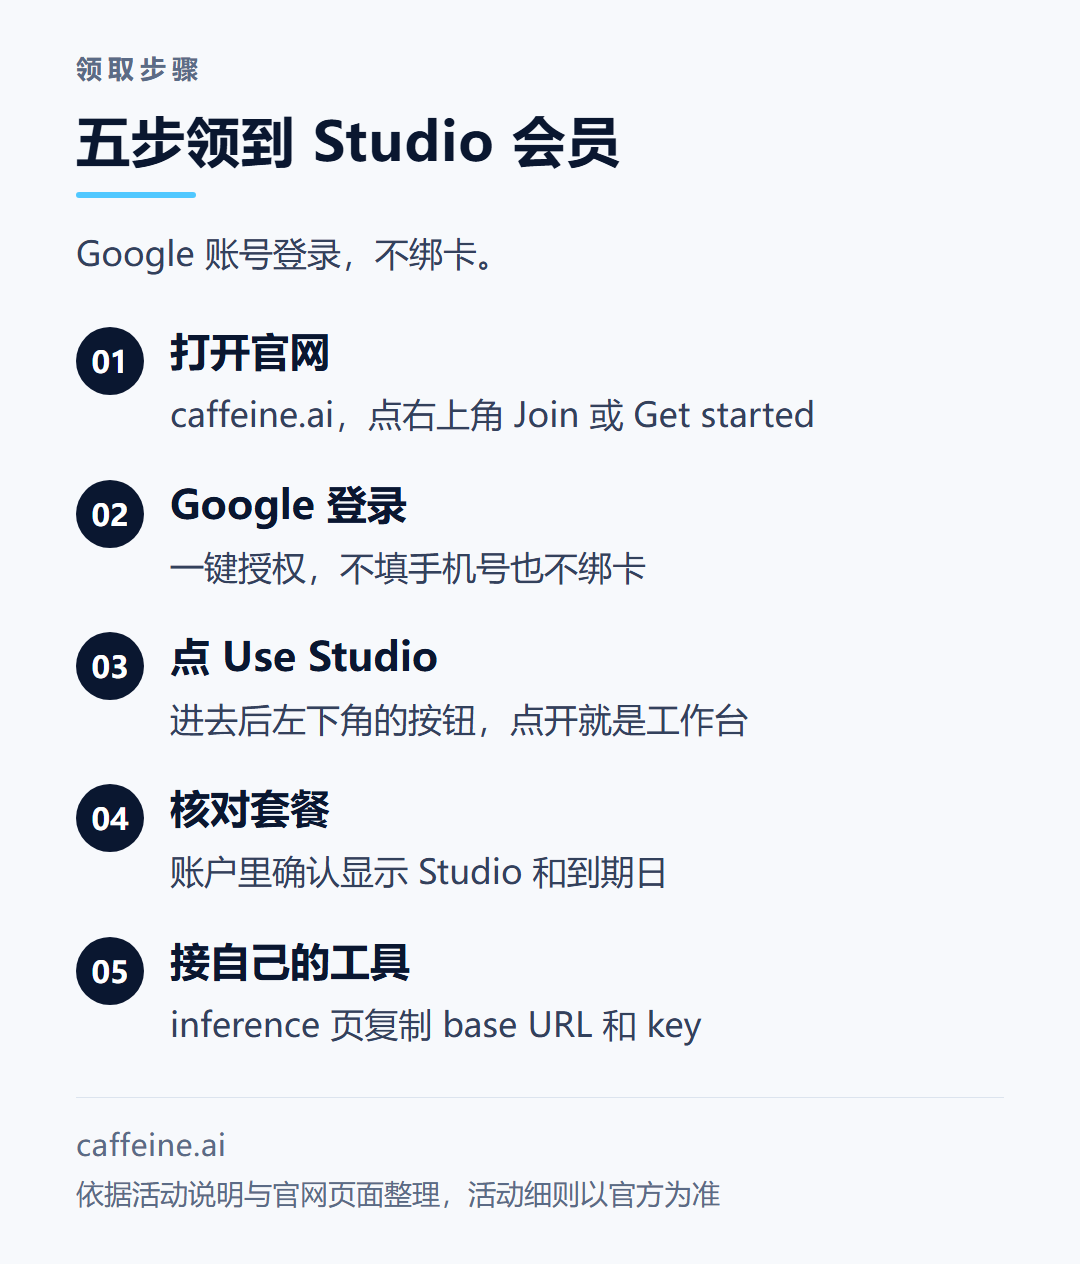 领取步骤
五步领到 Studio 会员
Google 账号登录，不绑卡。
01
打开官网
caffeine.ai，点右上角 Join 或 Get started
02
Google 登录
一键授权，不填手机号也不绑卡
03
点 Use Studio
进去后左下角的按钮，点开就是工作台
04
核对套餐
账户里确认显示 Studio 和到期日
05
接自己的工具
inference 页复制 base URL 和 key
caffeine.ai
依据活动说明与官网页面整理，活动细则以官方为准